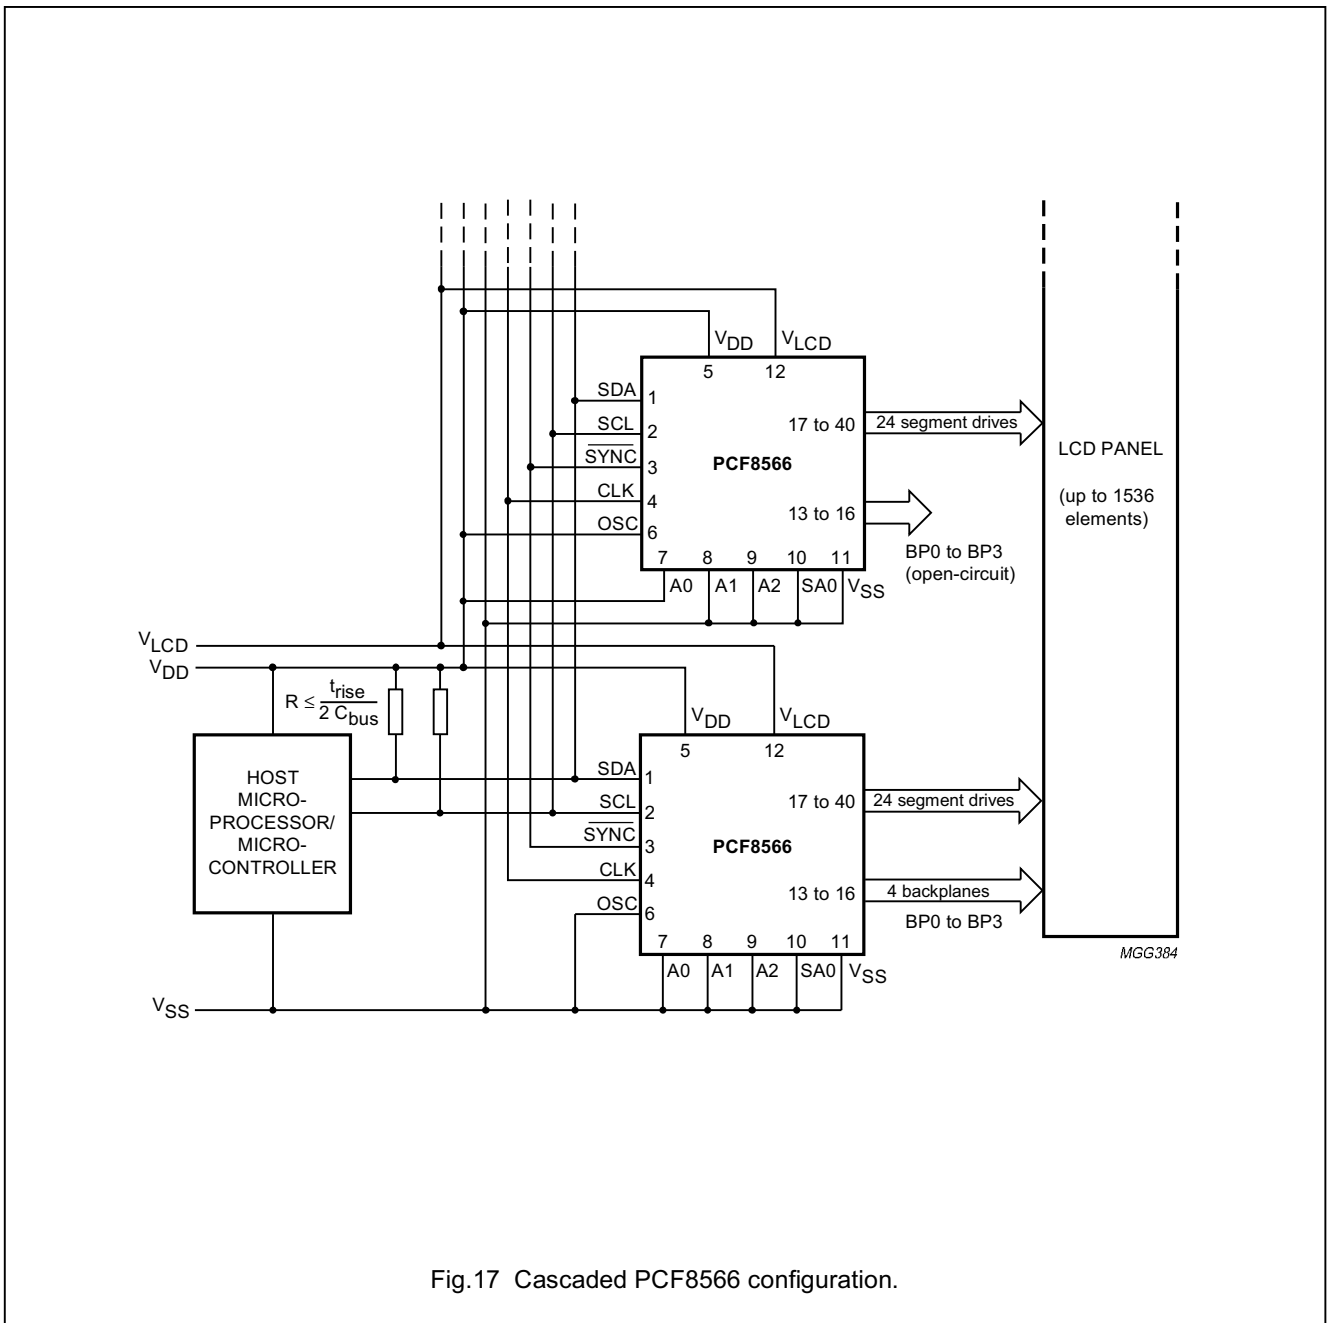 VDD VLCD
5 12
SDA 1
SCL 2
SYNC 3
CLK 4
OSC 6
PCF8566
17 to 40
24 segment drives
13 to 16
BP0 to BP3
(open-circuit)
7 8 9 10 11
A0 A1 A2 SA0 VSS
LCD PANEL
(up to 1536
elements)
VLCD
VDD
R ≤ trise
2 Cbus
HOST
MICRO-
PROCESSOR/
MICRO-
CONTROLLER
VDD VLCD
5 12
SDA 1
SCL 2
SYNC 3
CLK 4
OSC 6
PCF8566
17 to 40
24 segment drives
13 to 16
4 backplanes
BP0 to BP3
7 8 9 10 11
A0 A1 A2 SA0 VSS
VSS
MGG384
Fig.17 Cascaded PCF8566 configuration.